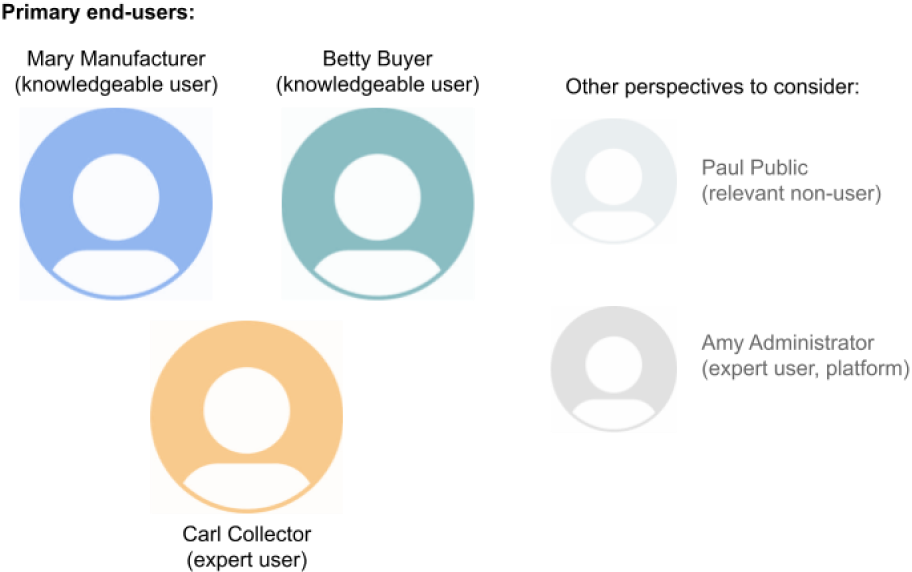 Primary end-users:
Mary Manufacturer
(knowledgeable user)
Betty Buyer
(knowledgeable user)
Other perspectives to consider:
Paul Public
(relevant non-user)
Amy Administrator
(expert user, platform)
Carl Collector
(expert user)